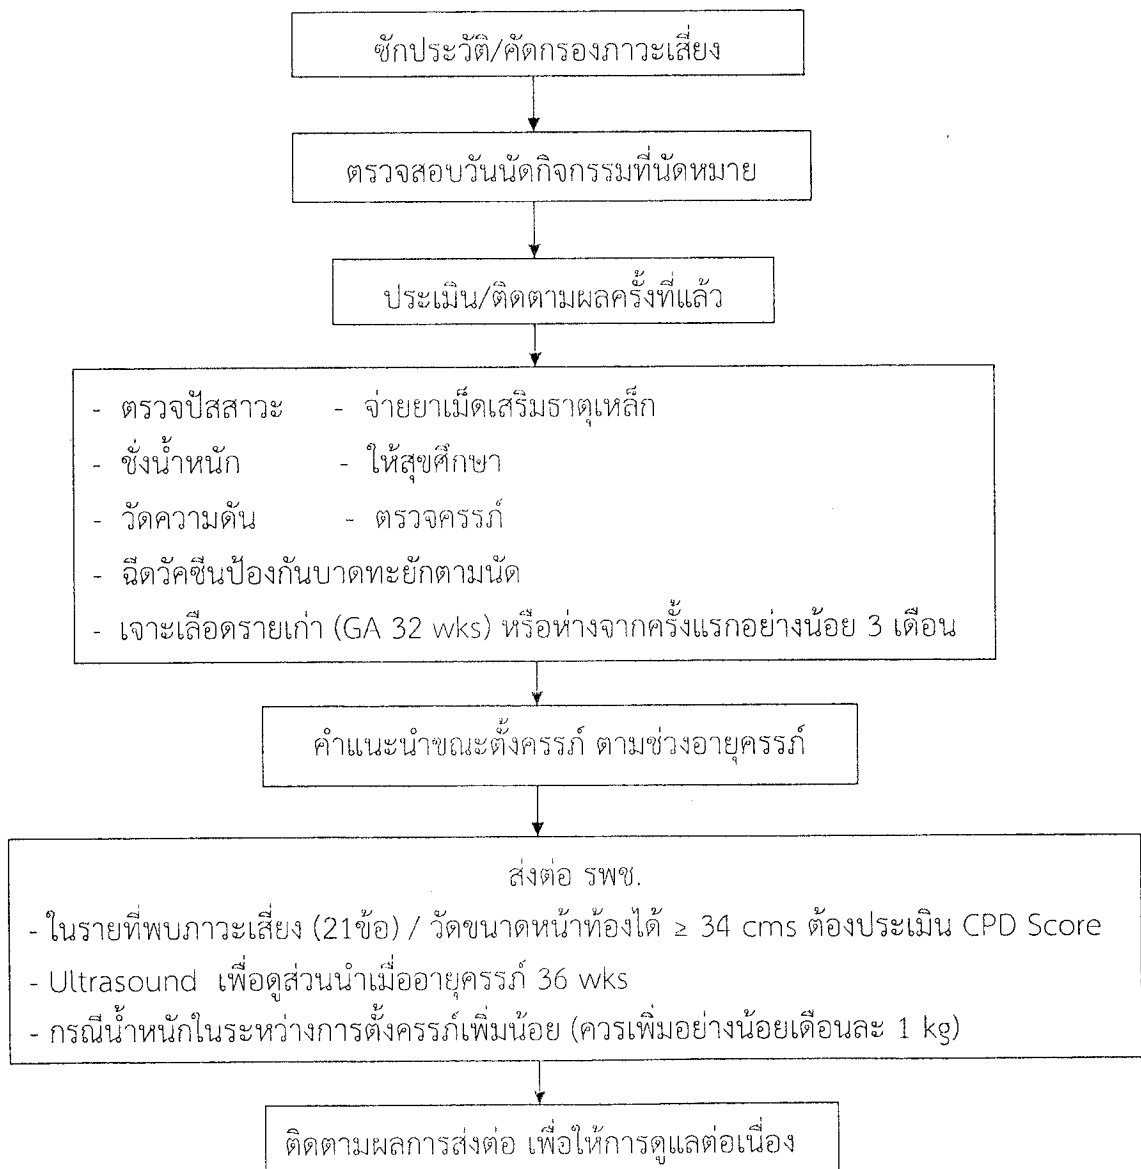 ซักประวัติ/คัดกรองภาวะเสี่ยง
ตรวจสอบวันนัดกิจกรรมที่นัดหมาย
ประเมิน/ติดตามผลครั้งที่แล้ว
- ตรวจปัสสาวะ - จ่ายยาเม็ดเสริมธาตุเหล็ก
- ชั่งน้ำหนัก - ให้สุขศึกษา
- วัดความดัน - ตรวจครรภ์
- ฉีดวัคซีนป้องกันบาดทะยักตามนัด
- เจาะเลือดรายเก่า (GA 32 wks) หรือห่างจากครั้งแรกอย่างน้อย 3 เดือน
คำแนะนำขณะตั้งครรภ์ ตามช่วงอายุครรภ์
ส่งต่อ รพช.
- ในรายที่พบภาวะเสี่ยง (21ข้อ) / วัดขนาดหน้าท้องได้ ≥ 34 cms ต้องประเมิน CPD Score
- Ultrasound เพื่อดูส่วนนำเมื่ออายุครรภ์ 36 wks
- กรณีน้ำหนักในระหว่างการตั้งครรภ์เพิ่มน้อย (ควรเพิ่มอย่างน้อยเดือนละ 1 kg)
ติดตามผลการส่งต่อ เพื่อให้การดูแลต่อเนื่อง